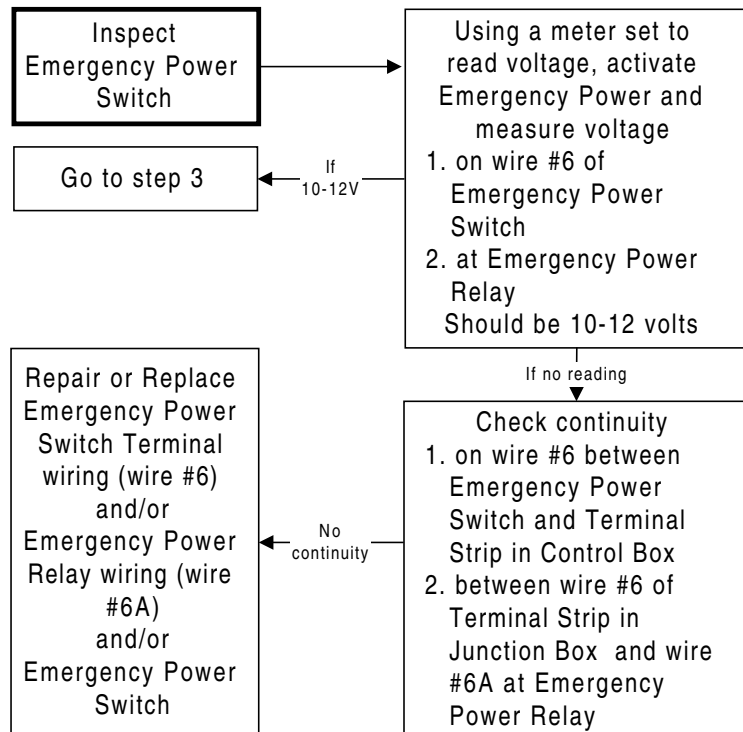 Inspect
Emergency Power
Switch
Using a meter set to
read voltage, activate
Emergency Power and
measure voltage
1. on wire #6 of
Emergency Power
Switch
2. at Emergency Power
Relay
Should be 10-12 volts
If
10-12V
Go to step 3
If no reading
Check continuity
1. on wire #6 between
Emergency Power
Switch and Terminal
Strip in Control Box
2. between wire #6 of
Terminal Strip in
Junction Box and wire
#6A at Emergency
Power Relay
No
continuity
Repair or Replace
Emergency Power
Switch Terminal
wiring (wire #6)
and/or
Emergency Power
Relay wiring (wire
#6A)
and/or
Emergency Power
Switch